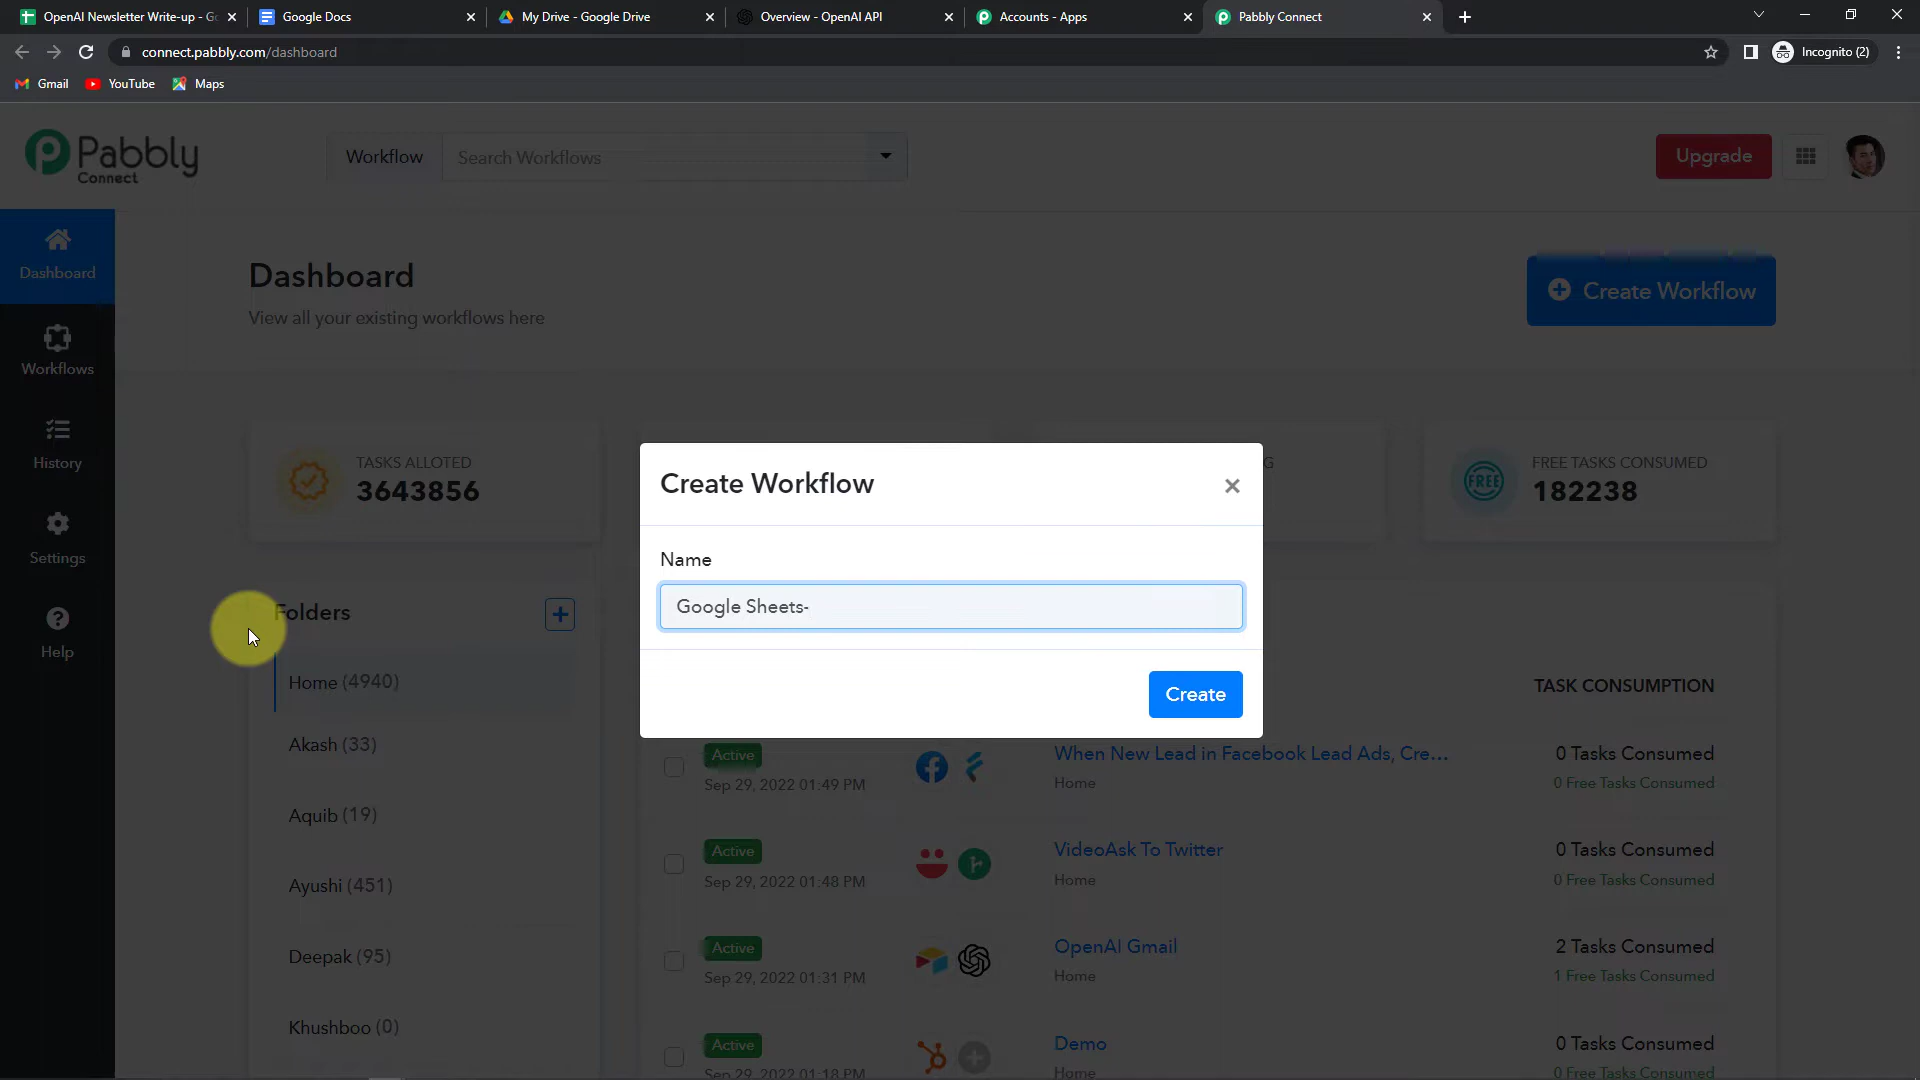 OpenAI Newsletter Write-up - Go
Google Docs
My Drive - Google Drive
Overview - OpenAI API
Accounts - Apps
Pabbly Connect
connect.pabbly.com/dashboard
Incognito (2)
Gmail
YouTube
Maps
Pabbly
Connect
Workflow
Search Workflows
Upgrade
Dashboard
Workflows
History
Settings
Help
Dashboard
View all your existing workflows here
Create Workflow
TASKS ALLOTED
3643856
G
FREE TASKS CONSUMED
FREE
182238
Create Workflow
×
Name
Google Sheets-
Create
Folders
Home (4940)
Akash (33)
Aquib (19)
Ayushi (451)
Deepak (95)
Khushboo (0)
TASK CONSUMPTION
Active
Sep 29, 2022 01:49 PM
When New Lead in Facebook Lead Ads, Cre...
Home
0 Tasks Consumed
0 Free Tasks Consumed
Active
Sep 29, 2022 01:48 PM
VideoAsk To Twitter
Home
0 Tasks Consumed
0 Free Tasks Consumed
Active
Sep 29, 2022 01:31 PM
OpenAI Gmail
Home
2 Tasks Consumed
1 Free Tasks Consumed
Active
Sep 29, 2022 01:18 PM
Demo
Home
0 Tasks Consumed
0 Free Tasks Consumed